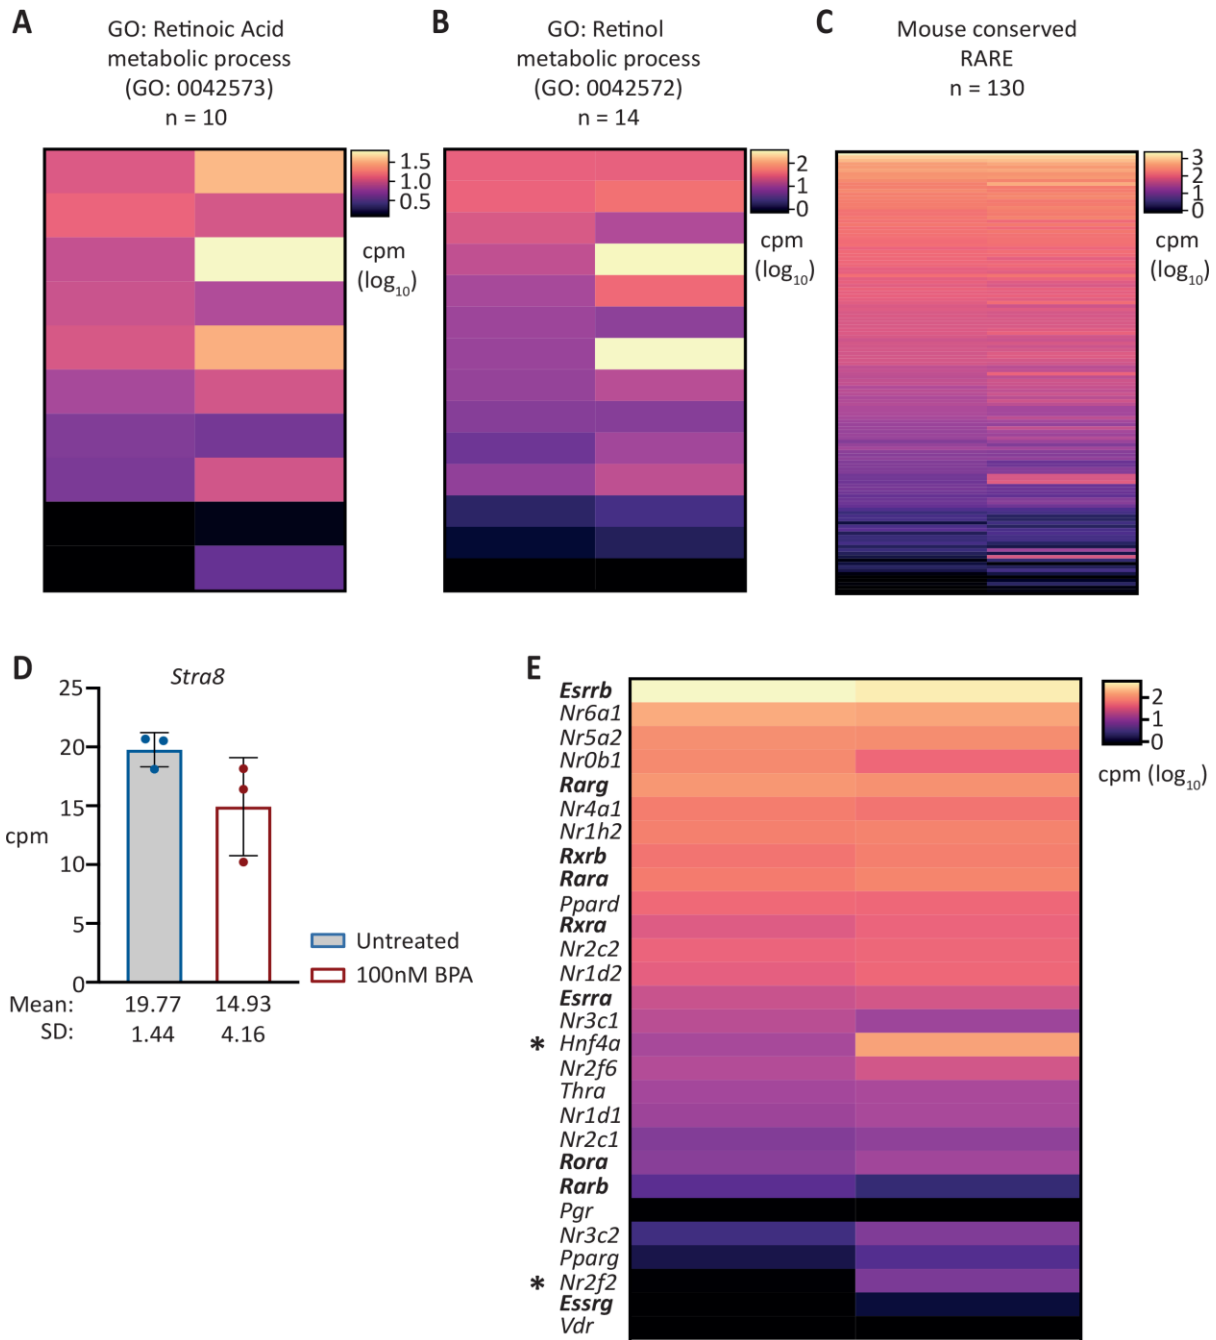 A
GO: Retinoic Acid
metabolic process
(GO: 0042573)
n = 10
1.5
1.0
0.5
cpm
(log10)
B
GO: Retinol
metabolic process
(GO: 0042572)
n = 14
2
1
0
cpm
(log10)
C
Mouse conserved
RARE
n = 130
3
2
1
0
cpm
(log10)
D
Stra8
25
20
15
10
5
0
cpm
Untreated
100nM BPA
Mean: 19.77 14.93
SD: 1.44 4.16
E
Esrrb
Nr6a1
Nr5a2
Nr0b1
Rarg
Nr4a1
Nr1h2
Rxrb
Rara
Ppard
Rxra
Nr2c2
Nr1d2
Esrra
Nr3c1
* Hnf4a
Nr2f6
Thra
Nr1d1
Nr2c1
Rora
Rarb
Pgr
Nr3c2
Pparg
* Nr2f2
Essrg
Vdr
2
1
0
cpm (log10)